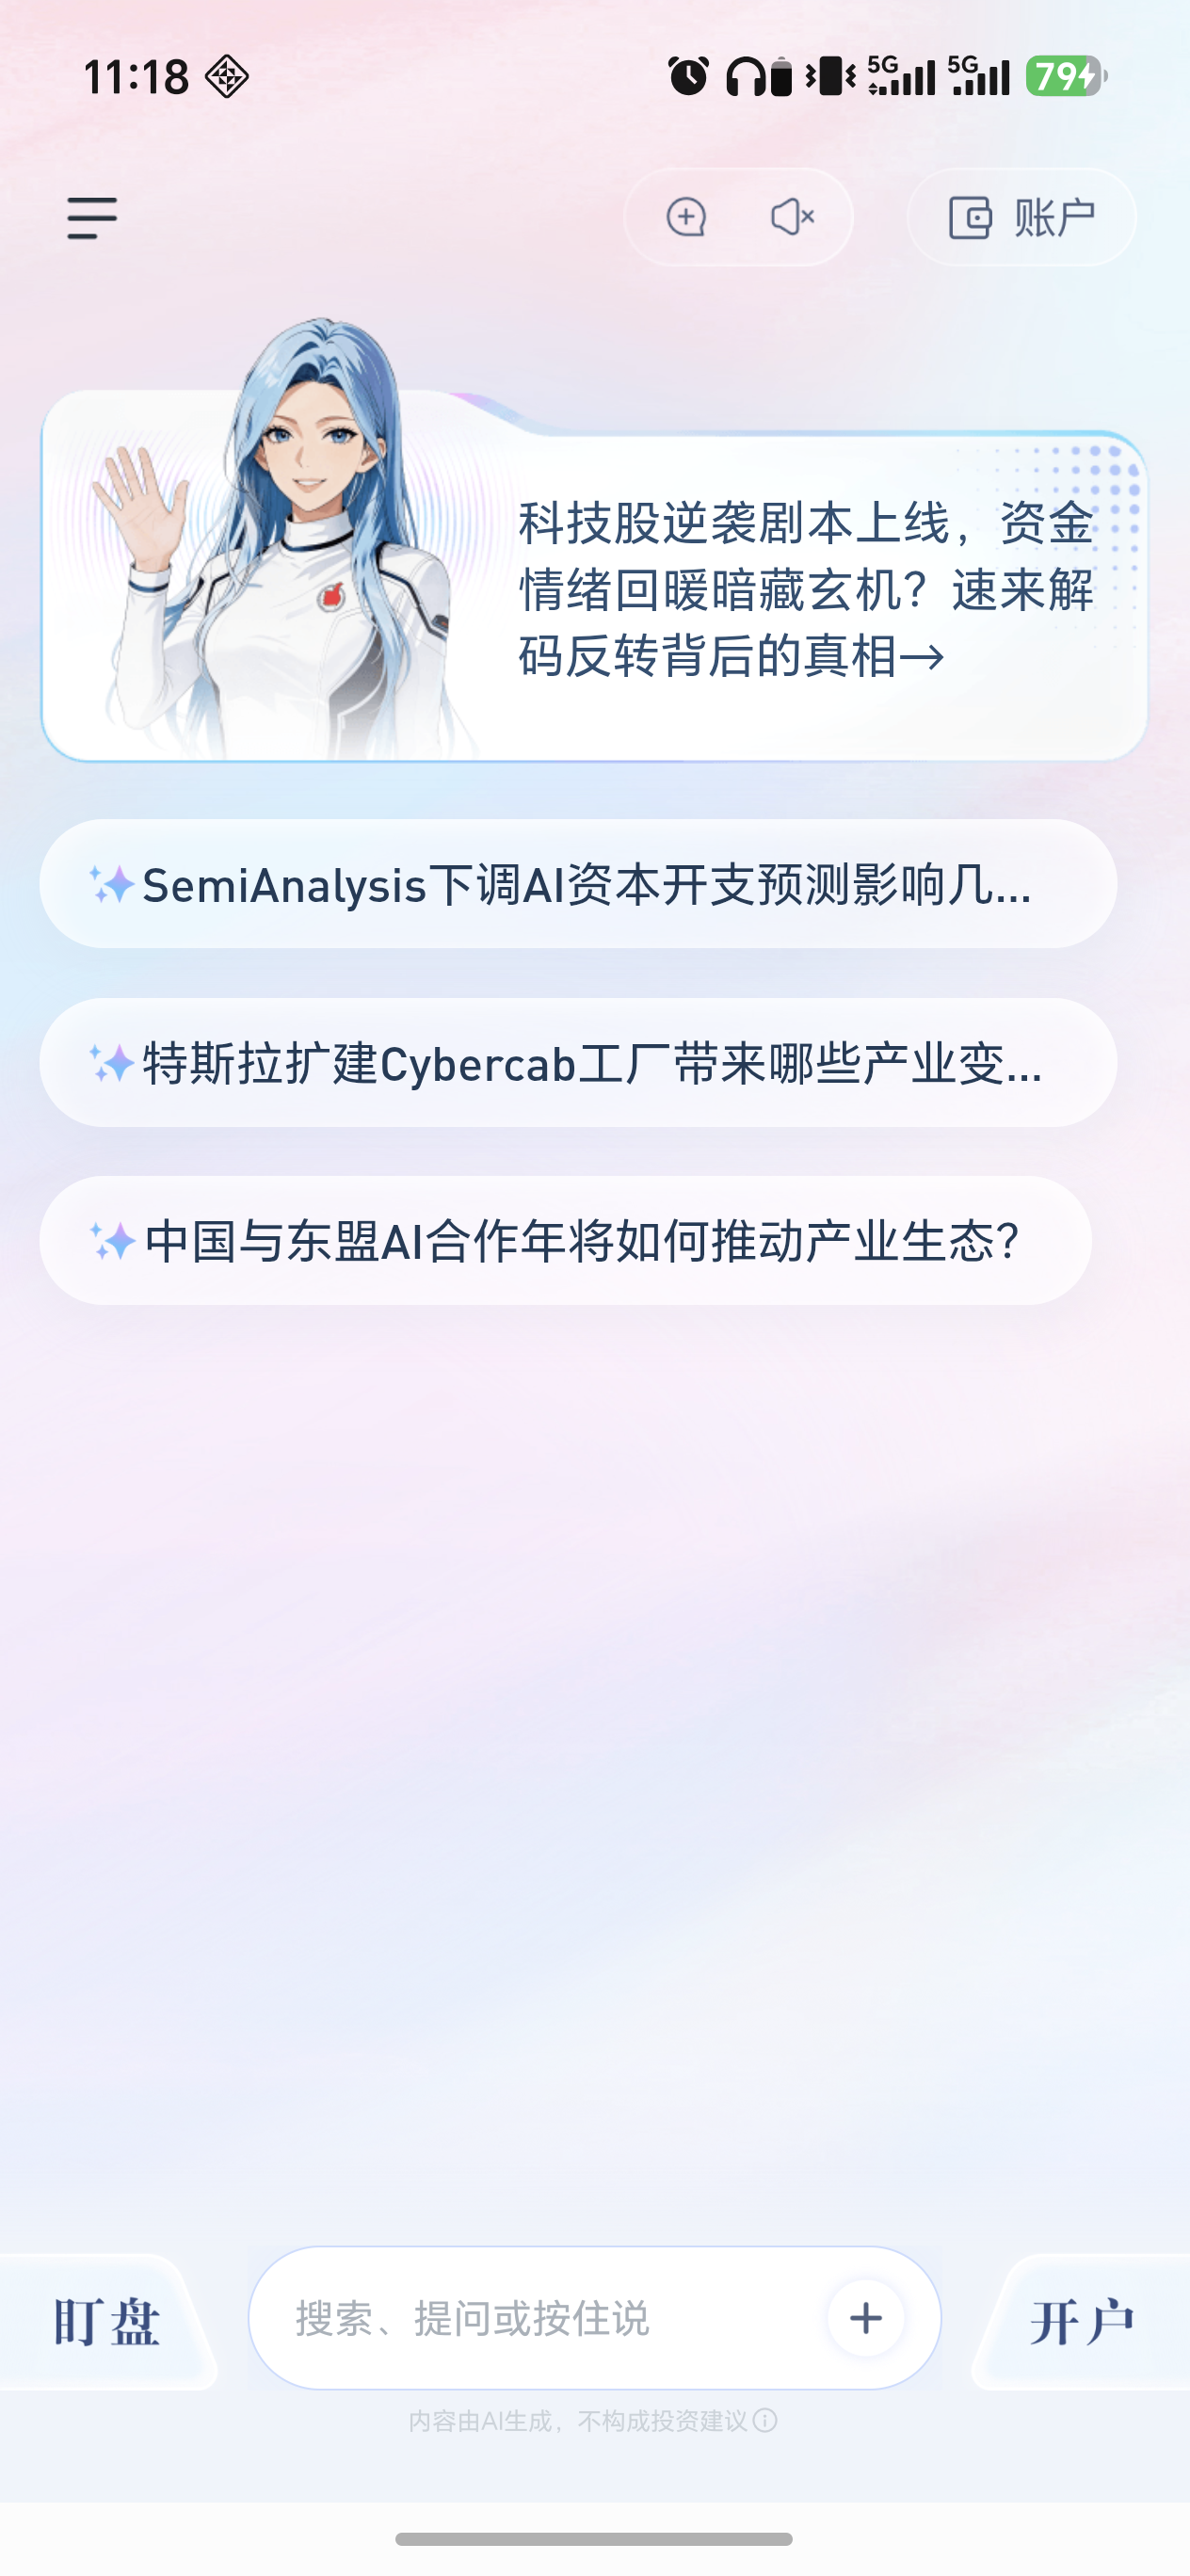 11:18
5G
5G
79
账户
科技股逆袭剧本上线，资金
情绪回暖暗藏玄机？速来解
码反转背后的真相→
SemiAnalysis下调AI资本开支预测影响几...
特斯拉扩建Cybercab工厂带来哪些产业变...
中国与东盟AI合作年将如何推动产业生态？
盯盘
搜索、提问或按住说
开户
内容由AI生成，不构成投资建议